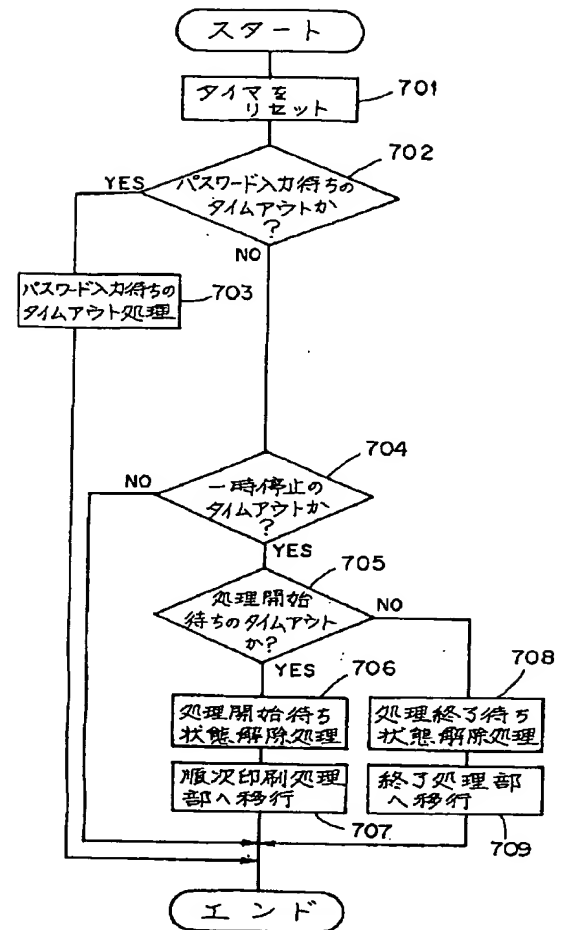 スタート
タイマを
リセット
701
702
パスワード入力待ちの
タイムアウトか
?
YES
NO
パスワード入力待ちの
タイムアウト処理
703
704
一時停止の
タイムアウトか
?
NO
YES
705
処理開始
待ちのタイムアウト
か?
NO
YES
706
処理開始待ち
状態解除処理
708
処理終了待ち
状態解除処理
順次印刷処理
部へ移行
707
終了処理部
へ移行
709
エンド